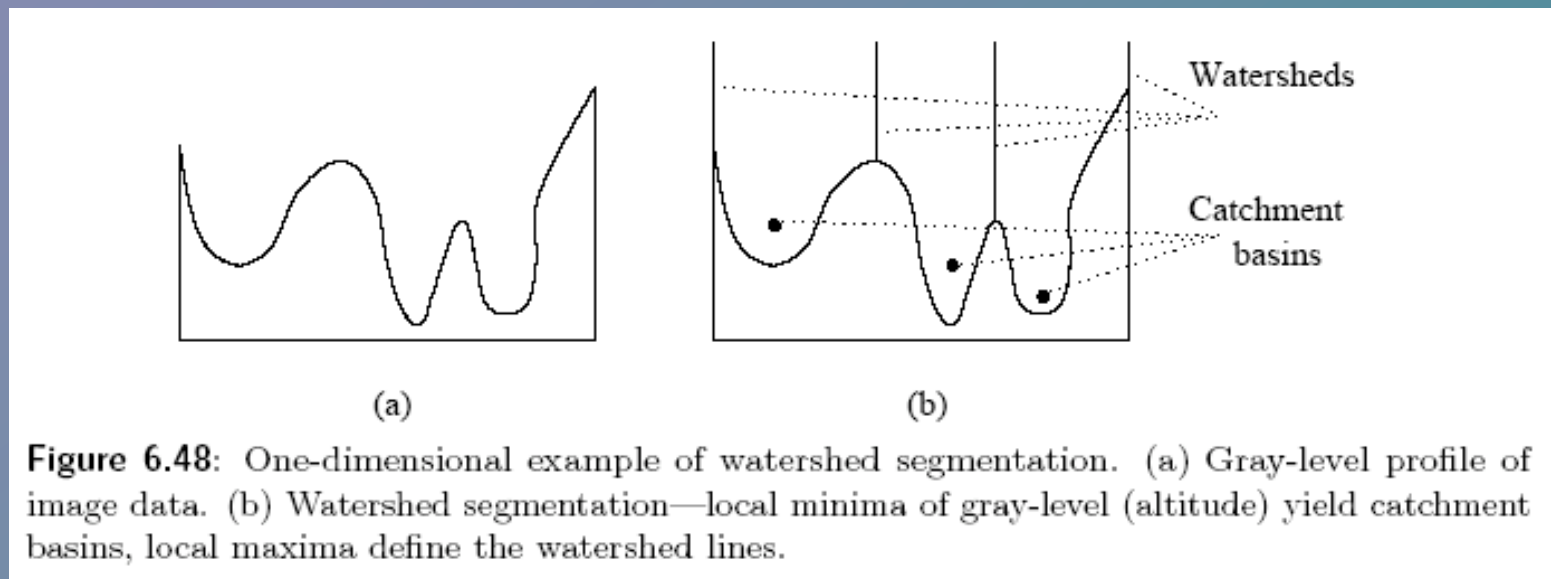 Watersheds
Catchment
basins
(a)
(b)
Figure 6.48: One-dimensional example of watershed segmentation. (a) Gray-level profile of
image data. (b) Watershed segmentation—local minima of gray-level (altitude) yield catchment
basins, local maxima define the watershed lines.